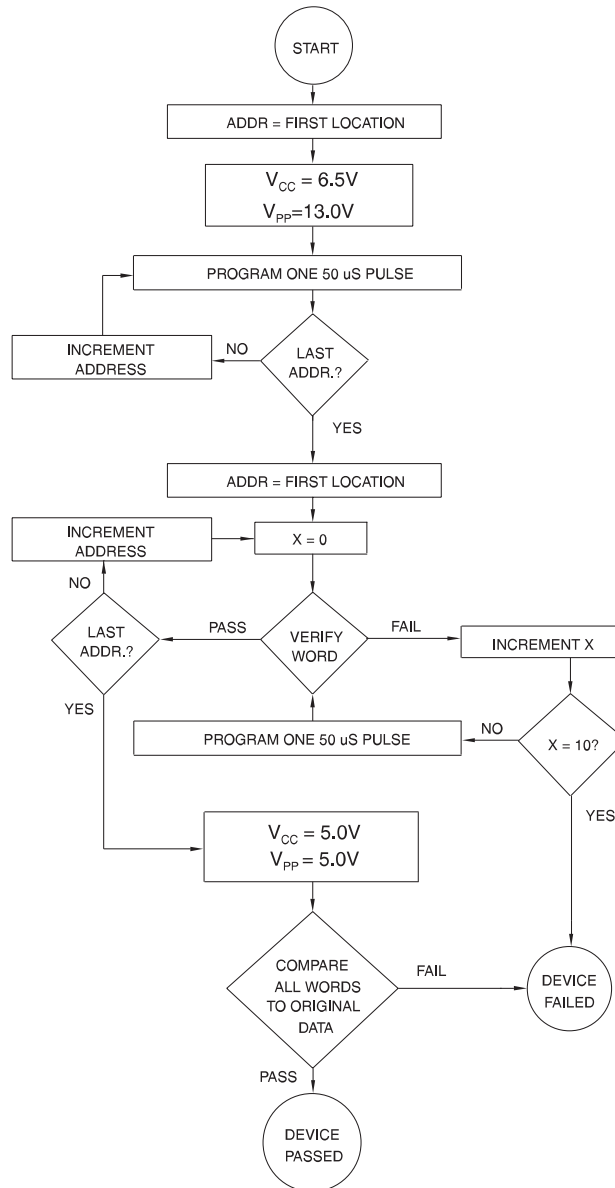 START
ADDR = FIRST LOCATION
VCC = 6.5V
VPP=13.0V
PROGRAM ONE 50 uS PULSE
INCREMENT
ADDRESS
NO
LAST
ADDR.?
YES
ADDR = FIRST LOCATION
INCREMENT
ADDRESS
X = 0
NO
LAST
ADDR.?
PASS
VERIFY
WORD
FAIL
INCREMENT X
YES
PROGRAM ONE 50 uS PULSE
NO
X = 10?
YES
VCC = 5.0V
VPP = 5.0V
COMPARE
ALL WORDS
TO ORIGINAL
DATA
FAIL
DEVICE
FAILED
PASS
DEVICE
PASSED